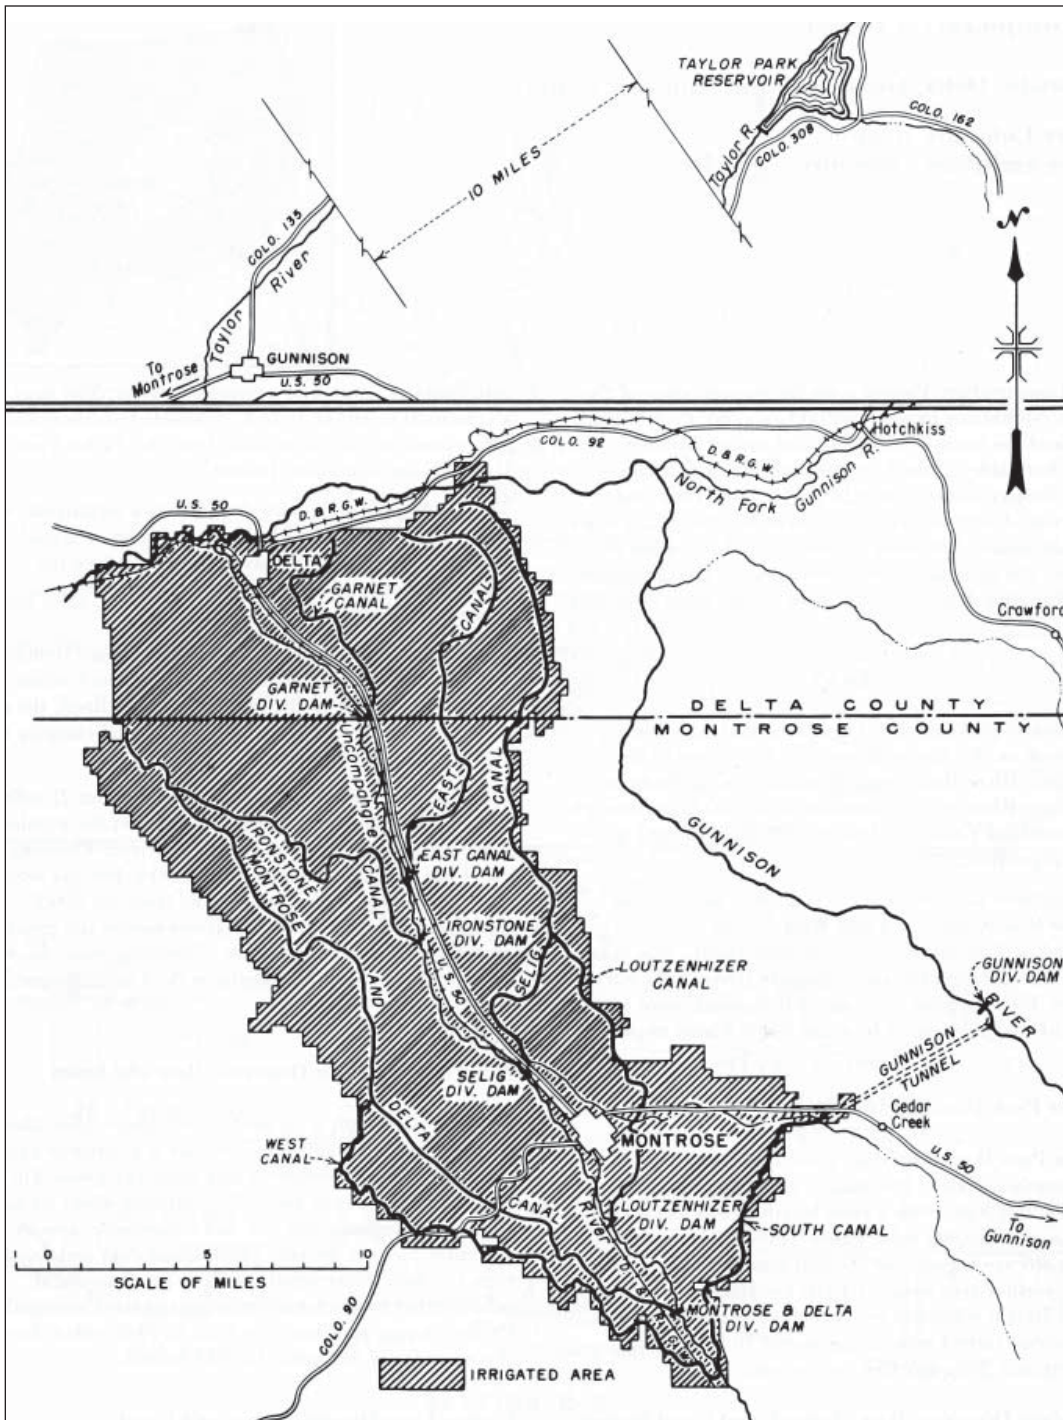 TAYLOR PARK
RESERVOIR
COLO. 162
COLO. 308
Taylor R.
10 MILES
COLO. 135
Taylor River
N
To
Montrose
GUNNISON
U.S. 50
COLO. 92
Hotchkiss
D. & R.G.W.
North Fork Gunnison R.
U.S. 50
D. & R.G.W.
DELTA
GARNET
CANAL
CANAL
Crawford
GARNET
DIV. DAM
DELTA COUNTY
MONTROSE COUNTY
Uncompahgre
EAST
CANAL
IRONSTONE
MONTROSE
CANAL
EAST CANAL
DIV. DAM
GUNNISON
IRONSTONE
DIV. DAM
U.S. 50
SELIG
LOUTZENHIZER
CANAL
GUNNISON
DIV. DAM
RIVER
AND
GUNNISON
TUNNEL
SELIG
DIV. DAM
DELTA
Cedar
Creek
MONTROSE
WEST
CANAL
U.S. 50
CANAL
River
LOUTZENHIZER
DIV. DAM
SOUTH CANAL
To
Gunnison
1 0 5 10
SCALE OF MILES
D. & R.G.W.
MONTROSE & DELTA
DIV. DAM
COLO. 90
IRRIGATED AREA